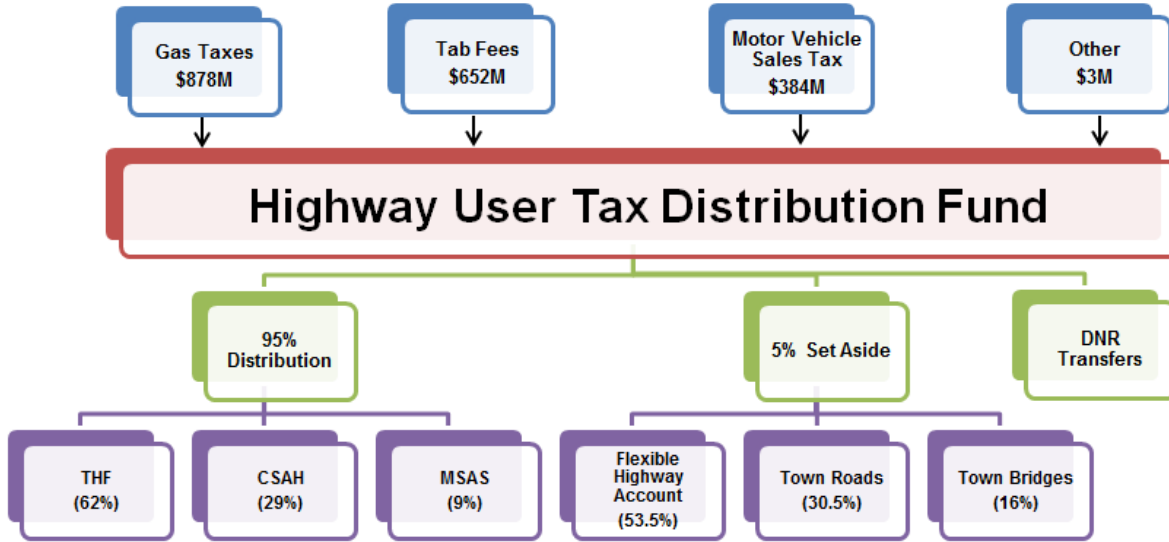 Gas Taxes
$878M
Tab Fees
$652M
Motor Vehicle
Sales Tax
$384M
Other
$3M
Highway User Tax Distribution Fund
95%
Distribution
5% Set Aside
DNR
Transfers
THF
(62%)
CSAH
(29%)
MSAS
(9%)
Flexible
Highway
Account
(53.5%)
Town Roads
(30.5%)
Town Bridges
(16%)